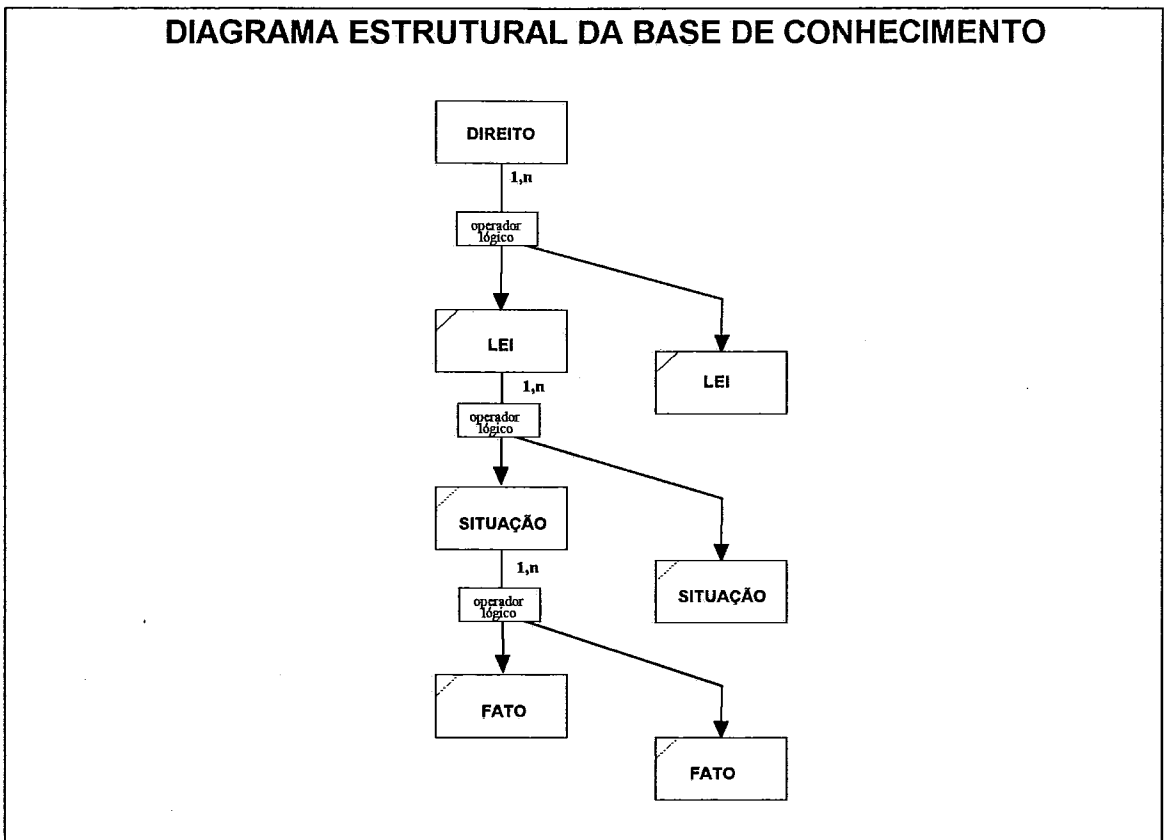 DIAGRAMA ESTRUTURAL DA BASE DE CONHECIMENTO
DIREITO
1,n
operador
lógico
LEI
LEI
1,n
operador
lógico
SITUAÇÃO
SITUAÇÃO
1,n
operador
lógico
FATO
FATO